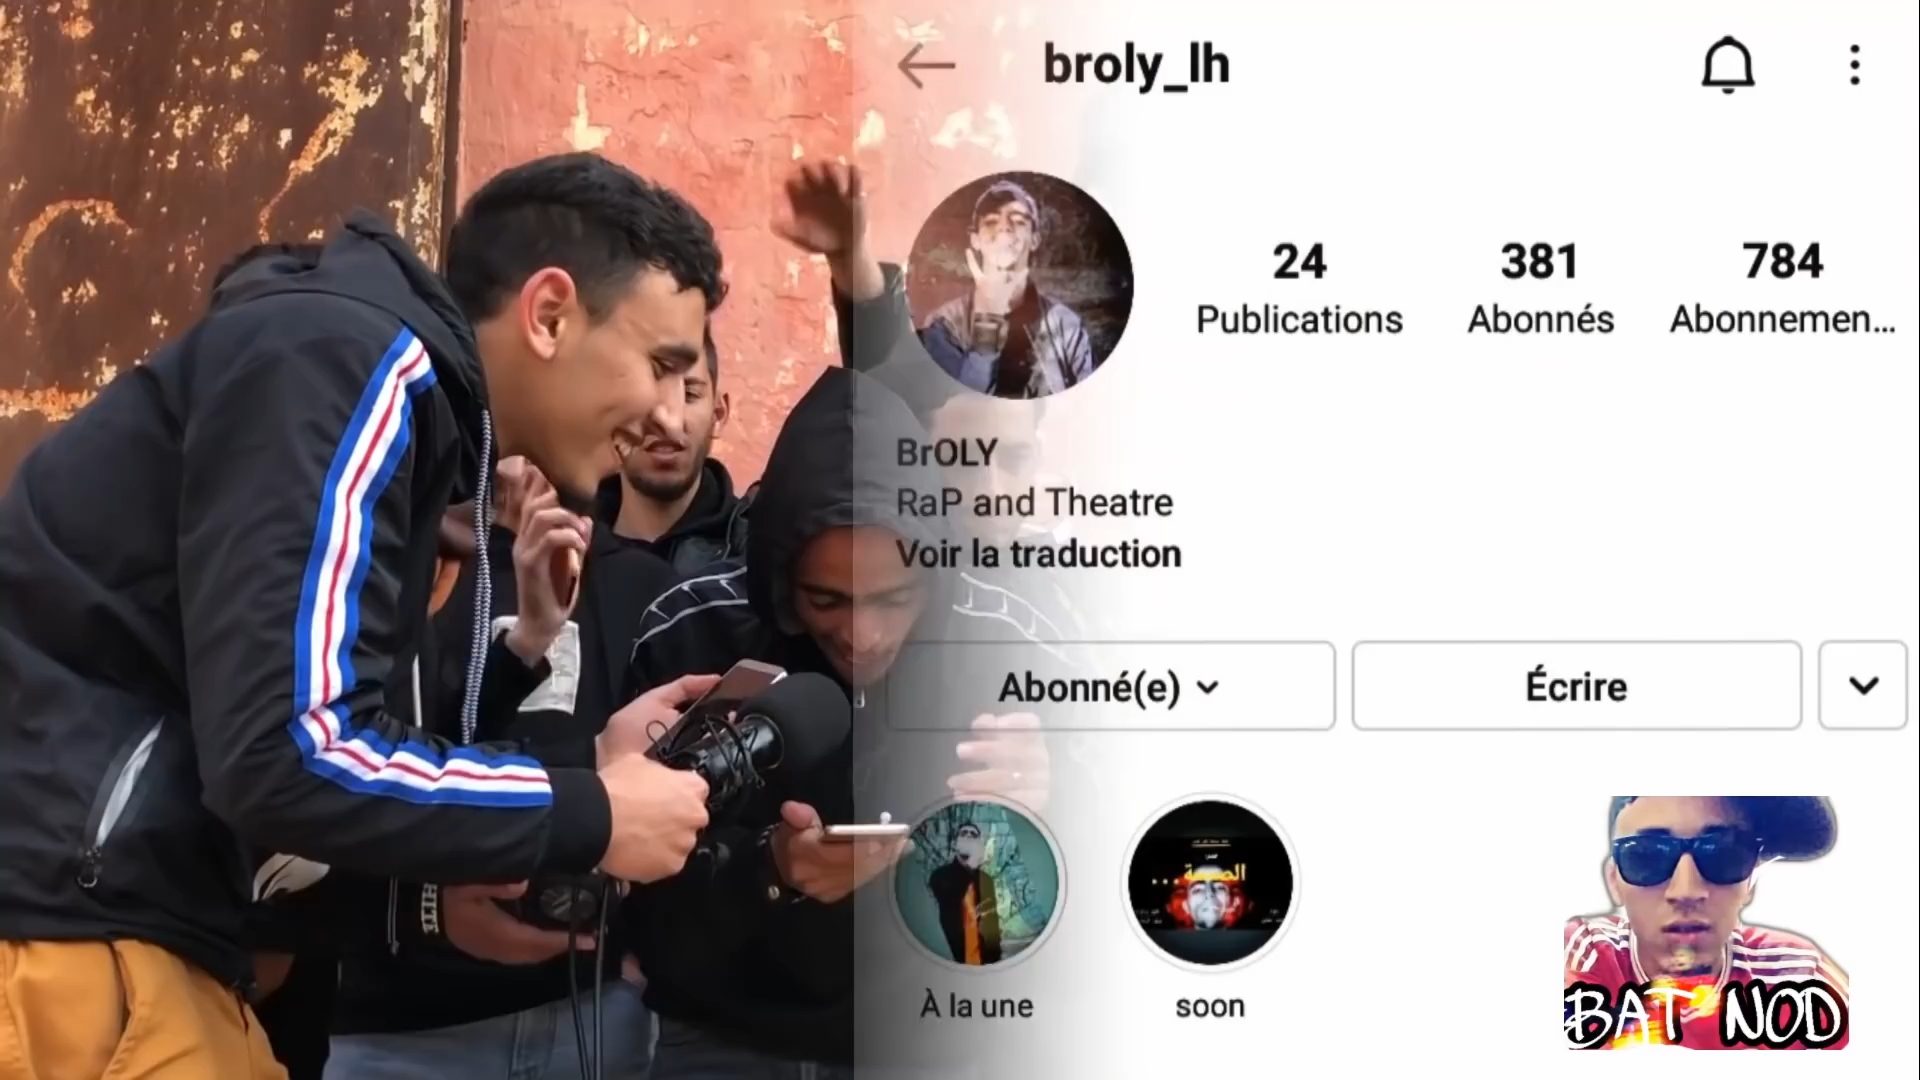 broly_lh
24
Publications
381
Abonnés
784
Abonnemen...
BrOLY
RaP and Theatre
Voir la traduction
Abonné(e)
Écrire
À la une
soon
BAT NOD